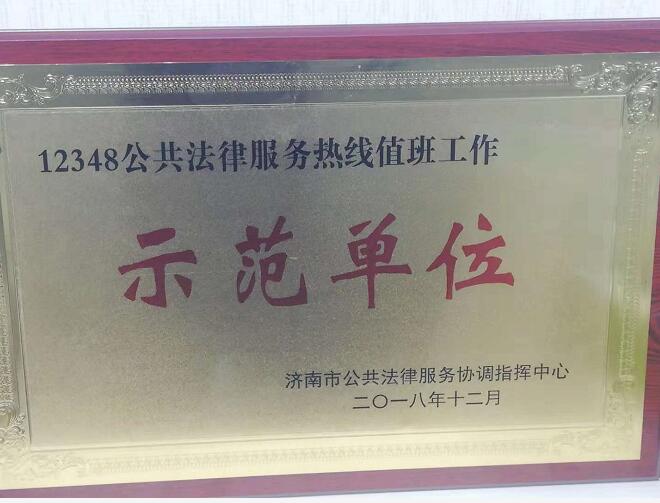 12348公共法律服务热线值班工作
示范单位
济南市公共法律服务协调指挥中心
二〇一八年十二月